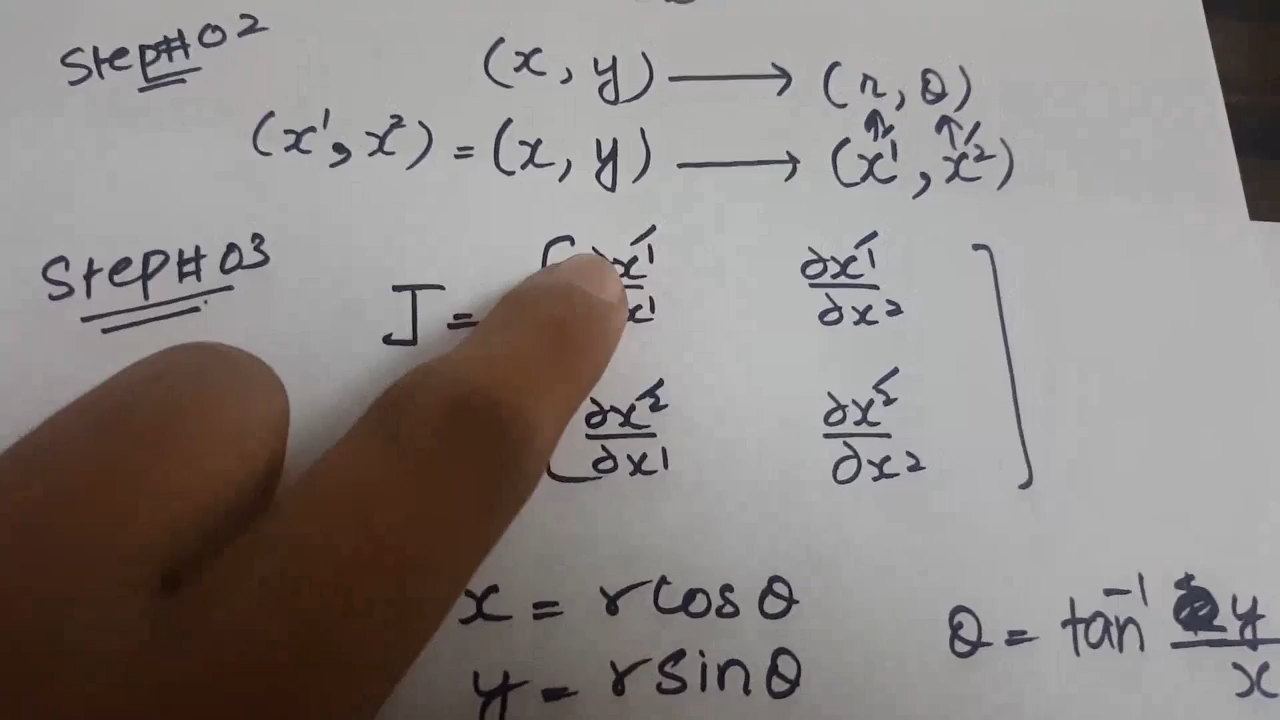 Step# 02
(x, y) ⟶ (r, θ)
(x¹, x²) = (x, y) ⟶ (x′¹, x′²)
Step# 03
J = [ ∂x′¹ ∂x′¹
x¹ ∂x²
∂x′² ∂x′²
∂x¹ ∂x² ]
x = r cos θ
y = r sin θ
θ = tan⁻¹ y/x